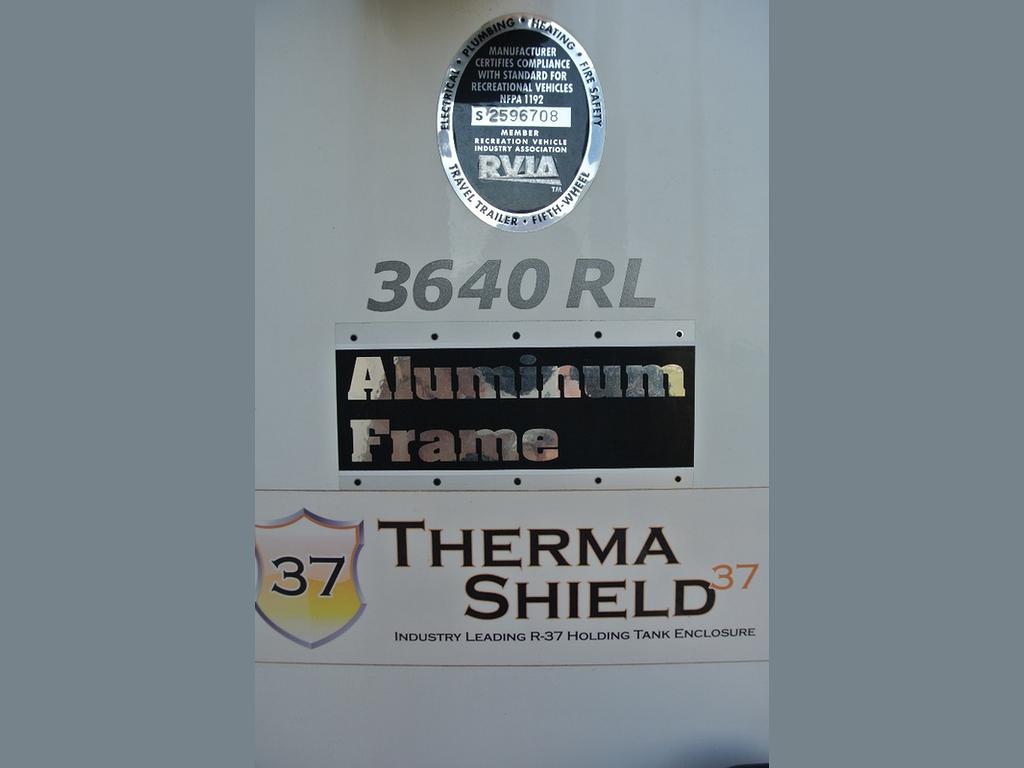 ELECTRICAL • PLUMBING • HEATING • FIRE SAFETY
MANUFACTURER
CERTIFIES COMPLIANCE
WITH STANDARD FOR
RECREATIONAL VEHICLES
NFPA 1192
S 2596708
MEMBER
RECREATION VEHICLE
INDUSTRY ASSOCIATION
RVIA
TM
TRAVEL TRAILER • FIFTH-WHEEL
3640 RL
Aluminum
Frame
37
THERMA
SHIELD37
INDUSTRY LEADING R-37 HOLDING TANK ENCLOSURE